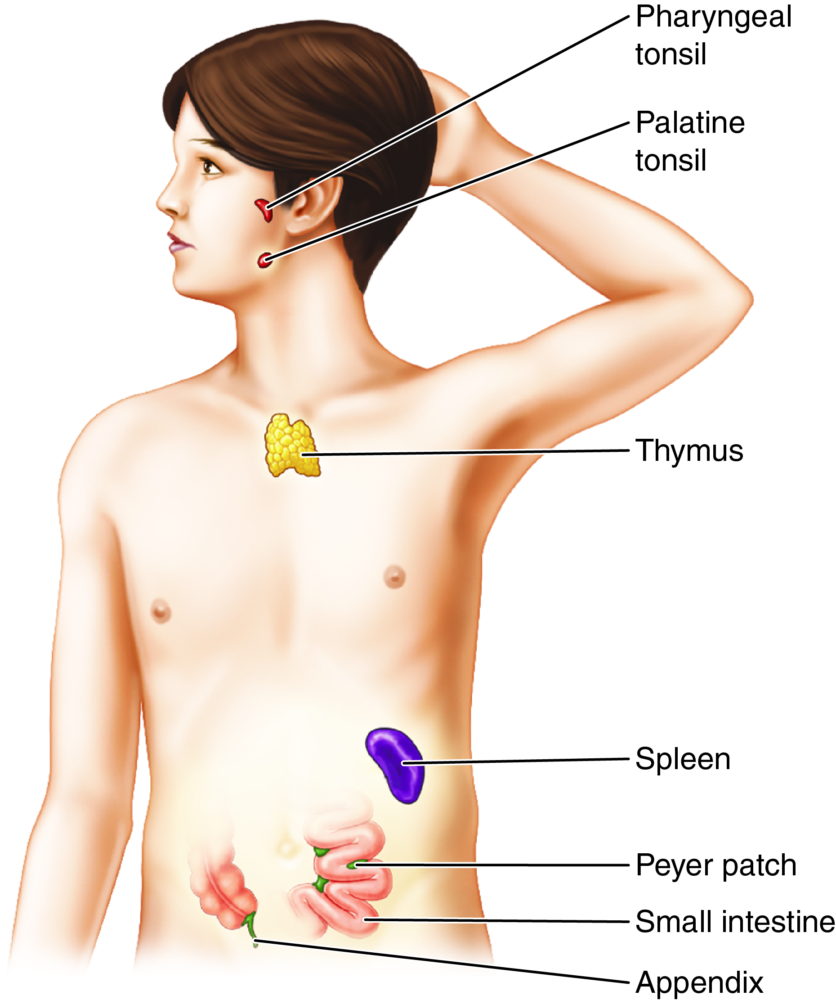 Pharyngeal
tonsil
Palatine
tonsil
Thymus
Spleen
Peyer patch
Small intestine
Appendix